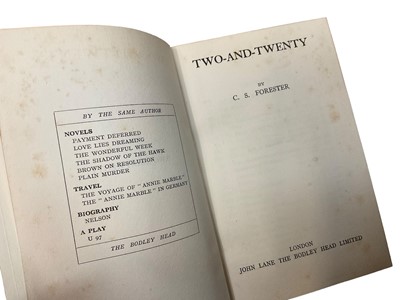 BY THE SAME AUTHOR
NOVELS
PAYMENT DEFERRED
LOVE LIES DREAMING
THE WONDERFUL WEEK
THE SHADOW OF THE HAWK
BROWN ON RESOLUTION
PLAIN MURDER
TRAVEL
THE VOYAGE OF "ANNIE MARBLE"
THE "ANNIE MARBLE" IN GERMANY
BIOGRAPHY
NELSON
A PLAY
U 97
THE BODLEY HEAD
TWO-AND-TWENTY
BY
C. S. FORESTER
LONDON
JOHN LANE THE BODLEY HEAD LIMITED